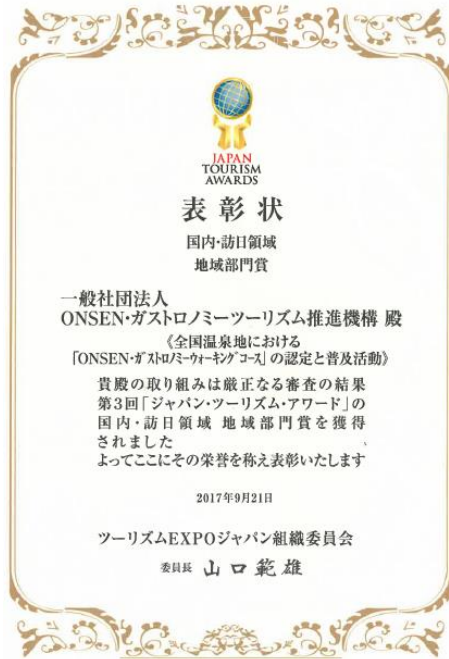 JAPAN
TOURISM
AWARDS
表彰状
国内・訪日領域
地域部門賞
一般社団法人
ONSEN・ガストロノミーツーリズム推進機構 殿
《全国温泉地における
「ONSEN・ガストロノミーウォーキングコース」の認定と普及活動》
貴殿の取り組みは厳正なる審査の結果
第3回「ジャパン・ツーリズム・アワード」の
国内・訪日領域 地域部門賞を獲得
されました
よってここにその栄誉を称え表彰いたします
2017年9月21日
ツーリズムEXPOジャパン組織委員会
委員長 山口範雄